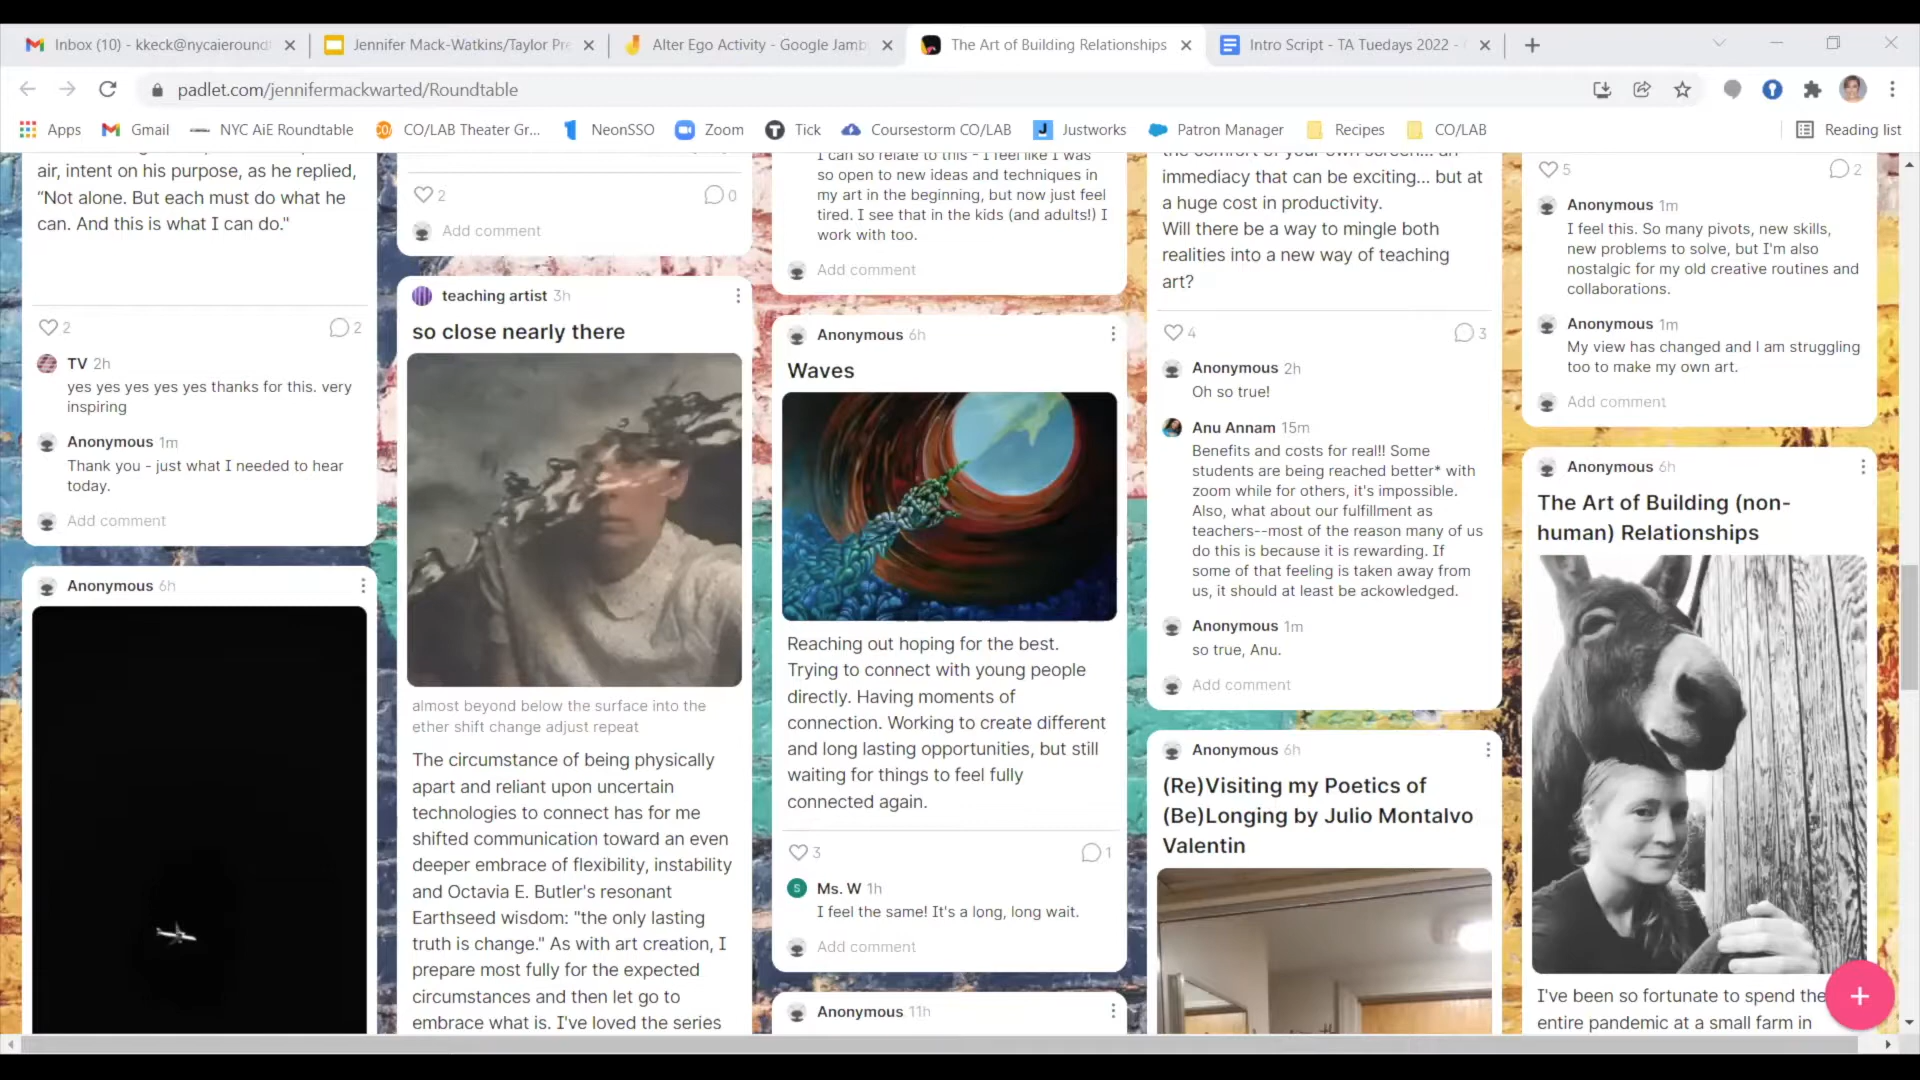 Inbox (10) - kkeck@nycaieround
Jennifer Mack-Watkins/Taylor Pre
Alter Ego Activity - Google Jamb
The Art of Building Relationships
Intro Script - TA Tuedays 2022 -
padlet.com/jennifermackwarted/Roundtable
Apps
Gmail
NYC AiE Roundtable
CO/LAB Theater Gr...
NeonSSO
Zoom
Tick
Coursestorm CO/LAB
Justworks
Patron Manager
Recipes
CO/LAB
Reading list
air, intent on his purpose, as he replied,
“Not alone. But each must do what he
can. And this is what I can do."
2
2
TV 2h
yes yes yes yes yes thanks for this. very
inspiring
Anonymous 1m
Thank you - just what I needed to hear
today.
Add comment
Anonymous 6h
2
0
Add comment
teaching artist 3h
so close nearly there
almost beyond below the surface into the
ether shift change adjust repeat
The circumstance of being physically
apart and reliant upon uncertain
technologies to connect has for me
shifted communication toward an even
deeper embrace of flexibility, instability
and Octavia E. Butler's resonant
Earthseed wisdom: "the only lasting
truth is change." As with art creation, I
prepare most fully for the expected
circumstances and then let go to
embrace what is. I've loved the series
I can so relate to this - I feel like I was
so open to new ideas and techniques in
my art in the beginning, but now just feel
tired. I see that in the kids (and adults!) I
work with too.
Add comment
Anonymous 6h
Waves
Reaching out hoping for the best.
Trying to connect with young people
directly. Having moments of
connection. Working to create different
and long lasting opportunities, but still
waiting for things to feel fully
connected again.
3
1
S
Ms. W 1h
I feel the same! It's a long, long wait.
Add comment
Anonymous 11h
the comfort of your own screen... an
immediacy that can be exciting... but at
a huge cost in productivity.
Will there be a way to mingle both
realities into a new way of teaching
art?
4
3
Anonymous 2h
Oh so true!
Anu Annam 15m
Benefits and costs for real!! Some
students are being reached better* with
zoom while for others, it's impossible.
Also, what about our fulfillment as
teachers--most of the reason many of us
do this is because it is rewarding. If
some of that feeling is taken away from
us, it should at least be ackowledged.
Anonymous 1m
so true, Anu.
Add comment
Anonymous 6h
(Re)Visiting my Poetics of
(Be)Longing by Julio Montalvo
Valentin
5
2
Anonymous 1m
I feel this. So many pivots, new skills,
new problems to solve, but I'm also
nostalgic for my old creative routines and
collaborations.
Anonymous 1m
My view has changed and I am struggling
too to make my own art.
Add comment
Anonymous 6h
The Art of Building (non-
human) Relationships
I've been so fortunate to spend the
entire pandemic at a small farm in